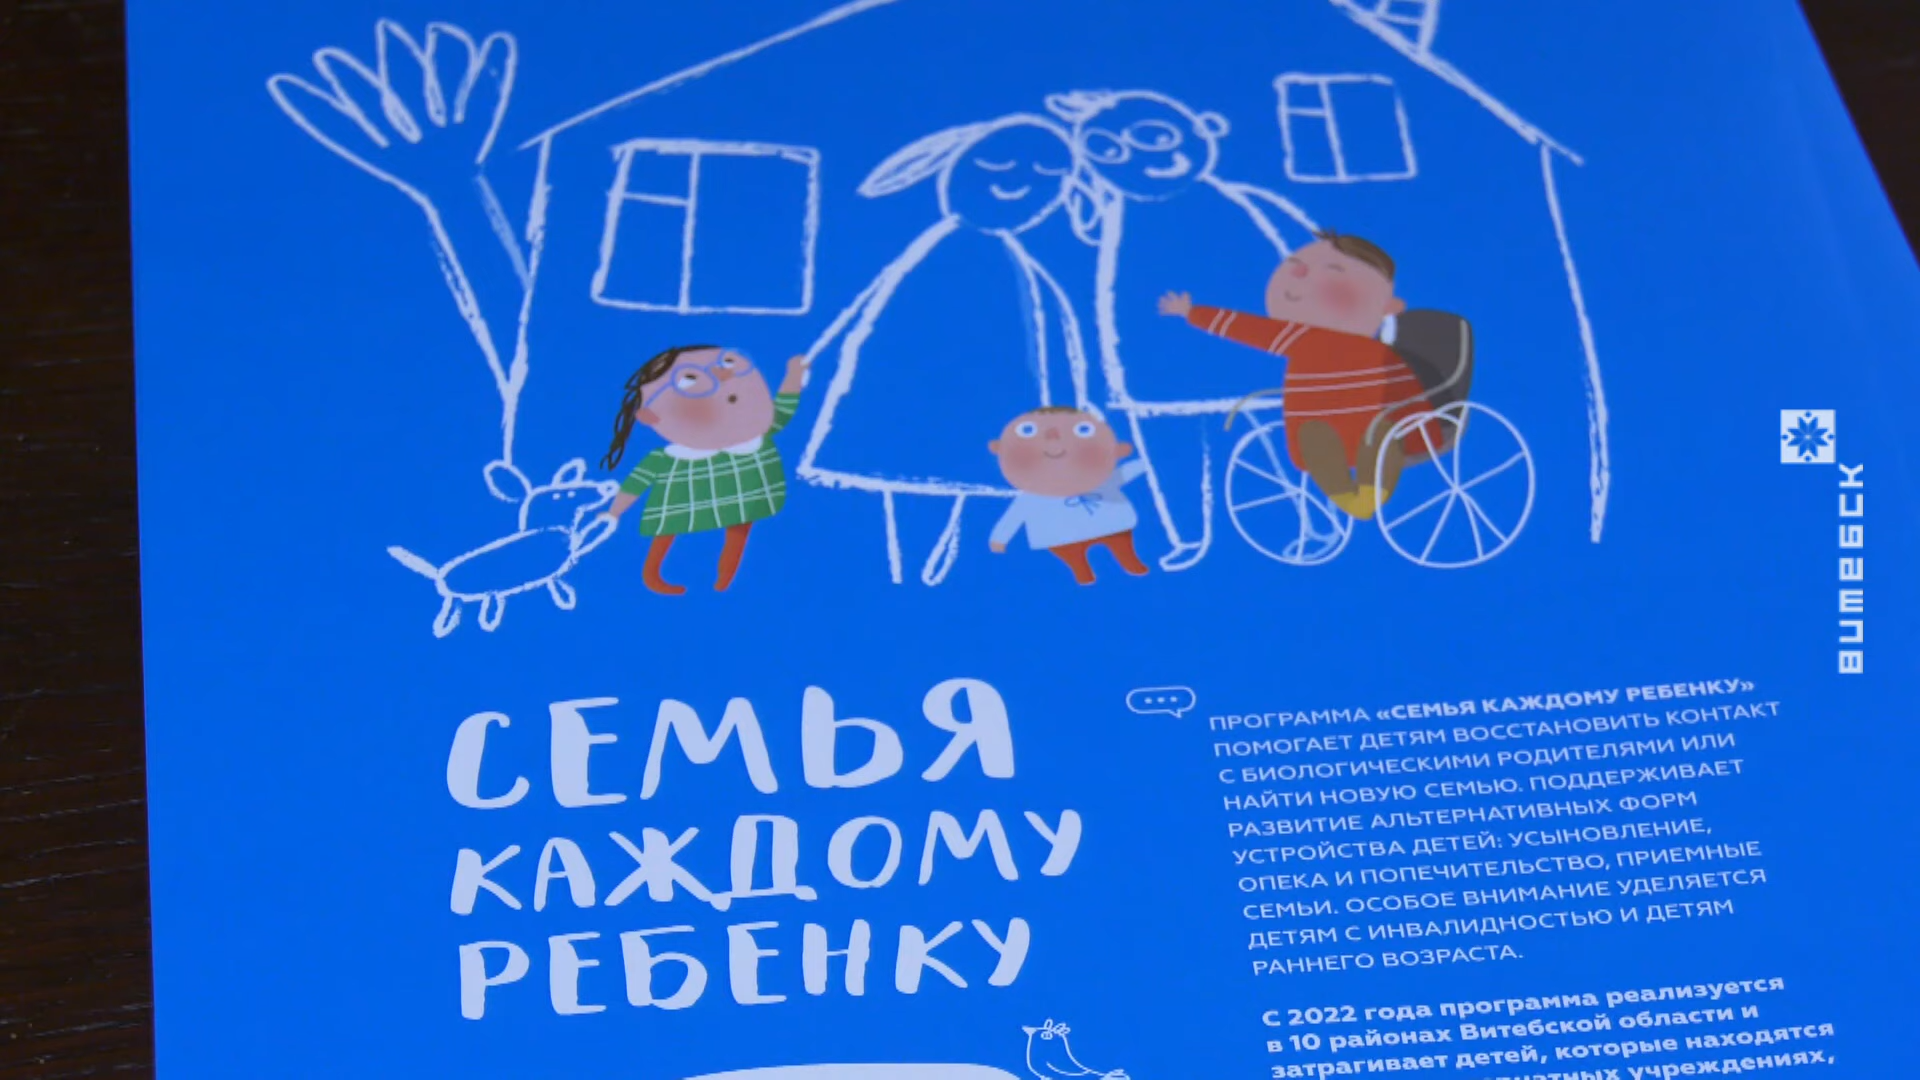 СЕМЬЯ
КАЖДОМУ
РЕБЕНКУ
ПРОГРАММА «СЕМЬЯ КАЖДОМУ РЕБЕНКУ»
ПОМОГАЕТ ДЕТЯМ ВОССТАНОВИТЬ КОНТАКТ
С БИОЛОГИЧЕСКИМИ РОДИТЕЛЯМИ ИЛИ
НАЙТИ НОВУЮ СЕМЬЮ. ПОДДЕРЖИВАЕТ
РАЗВИТИЕ АЛЬТЕРНАТИВНЫХ ФОРМ
УСТРОЙСТВА ДЕТЕЙ: УСЫНОВЛЕНИЕ,
ОПЕКА И ПОПЕЧИТЕЛЬСТВО, ПРИЕМНЫЕ
СЕМЬИ. ОСОБОЕ ВНИМАНИЕ УДЕЛЯЕТСЯ
ДЕТЯМ С ИНВАЛИДНОСТЬЮ И ДЕТЯМ
РАННЕГО ВОЗРАСТА.
С 2022 года программа реализуется
в 10 районах Витебской области и
затрагивает детей, которые находятся
учреждениях,
витебск